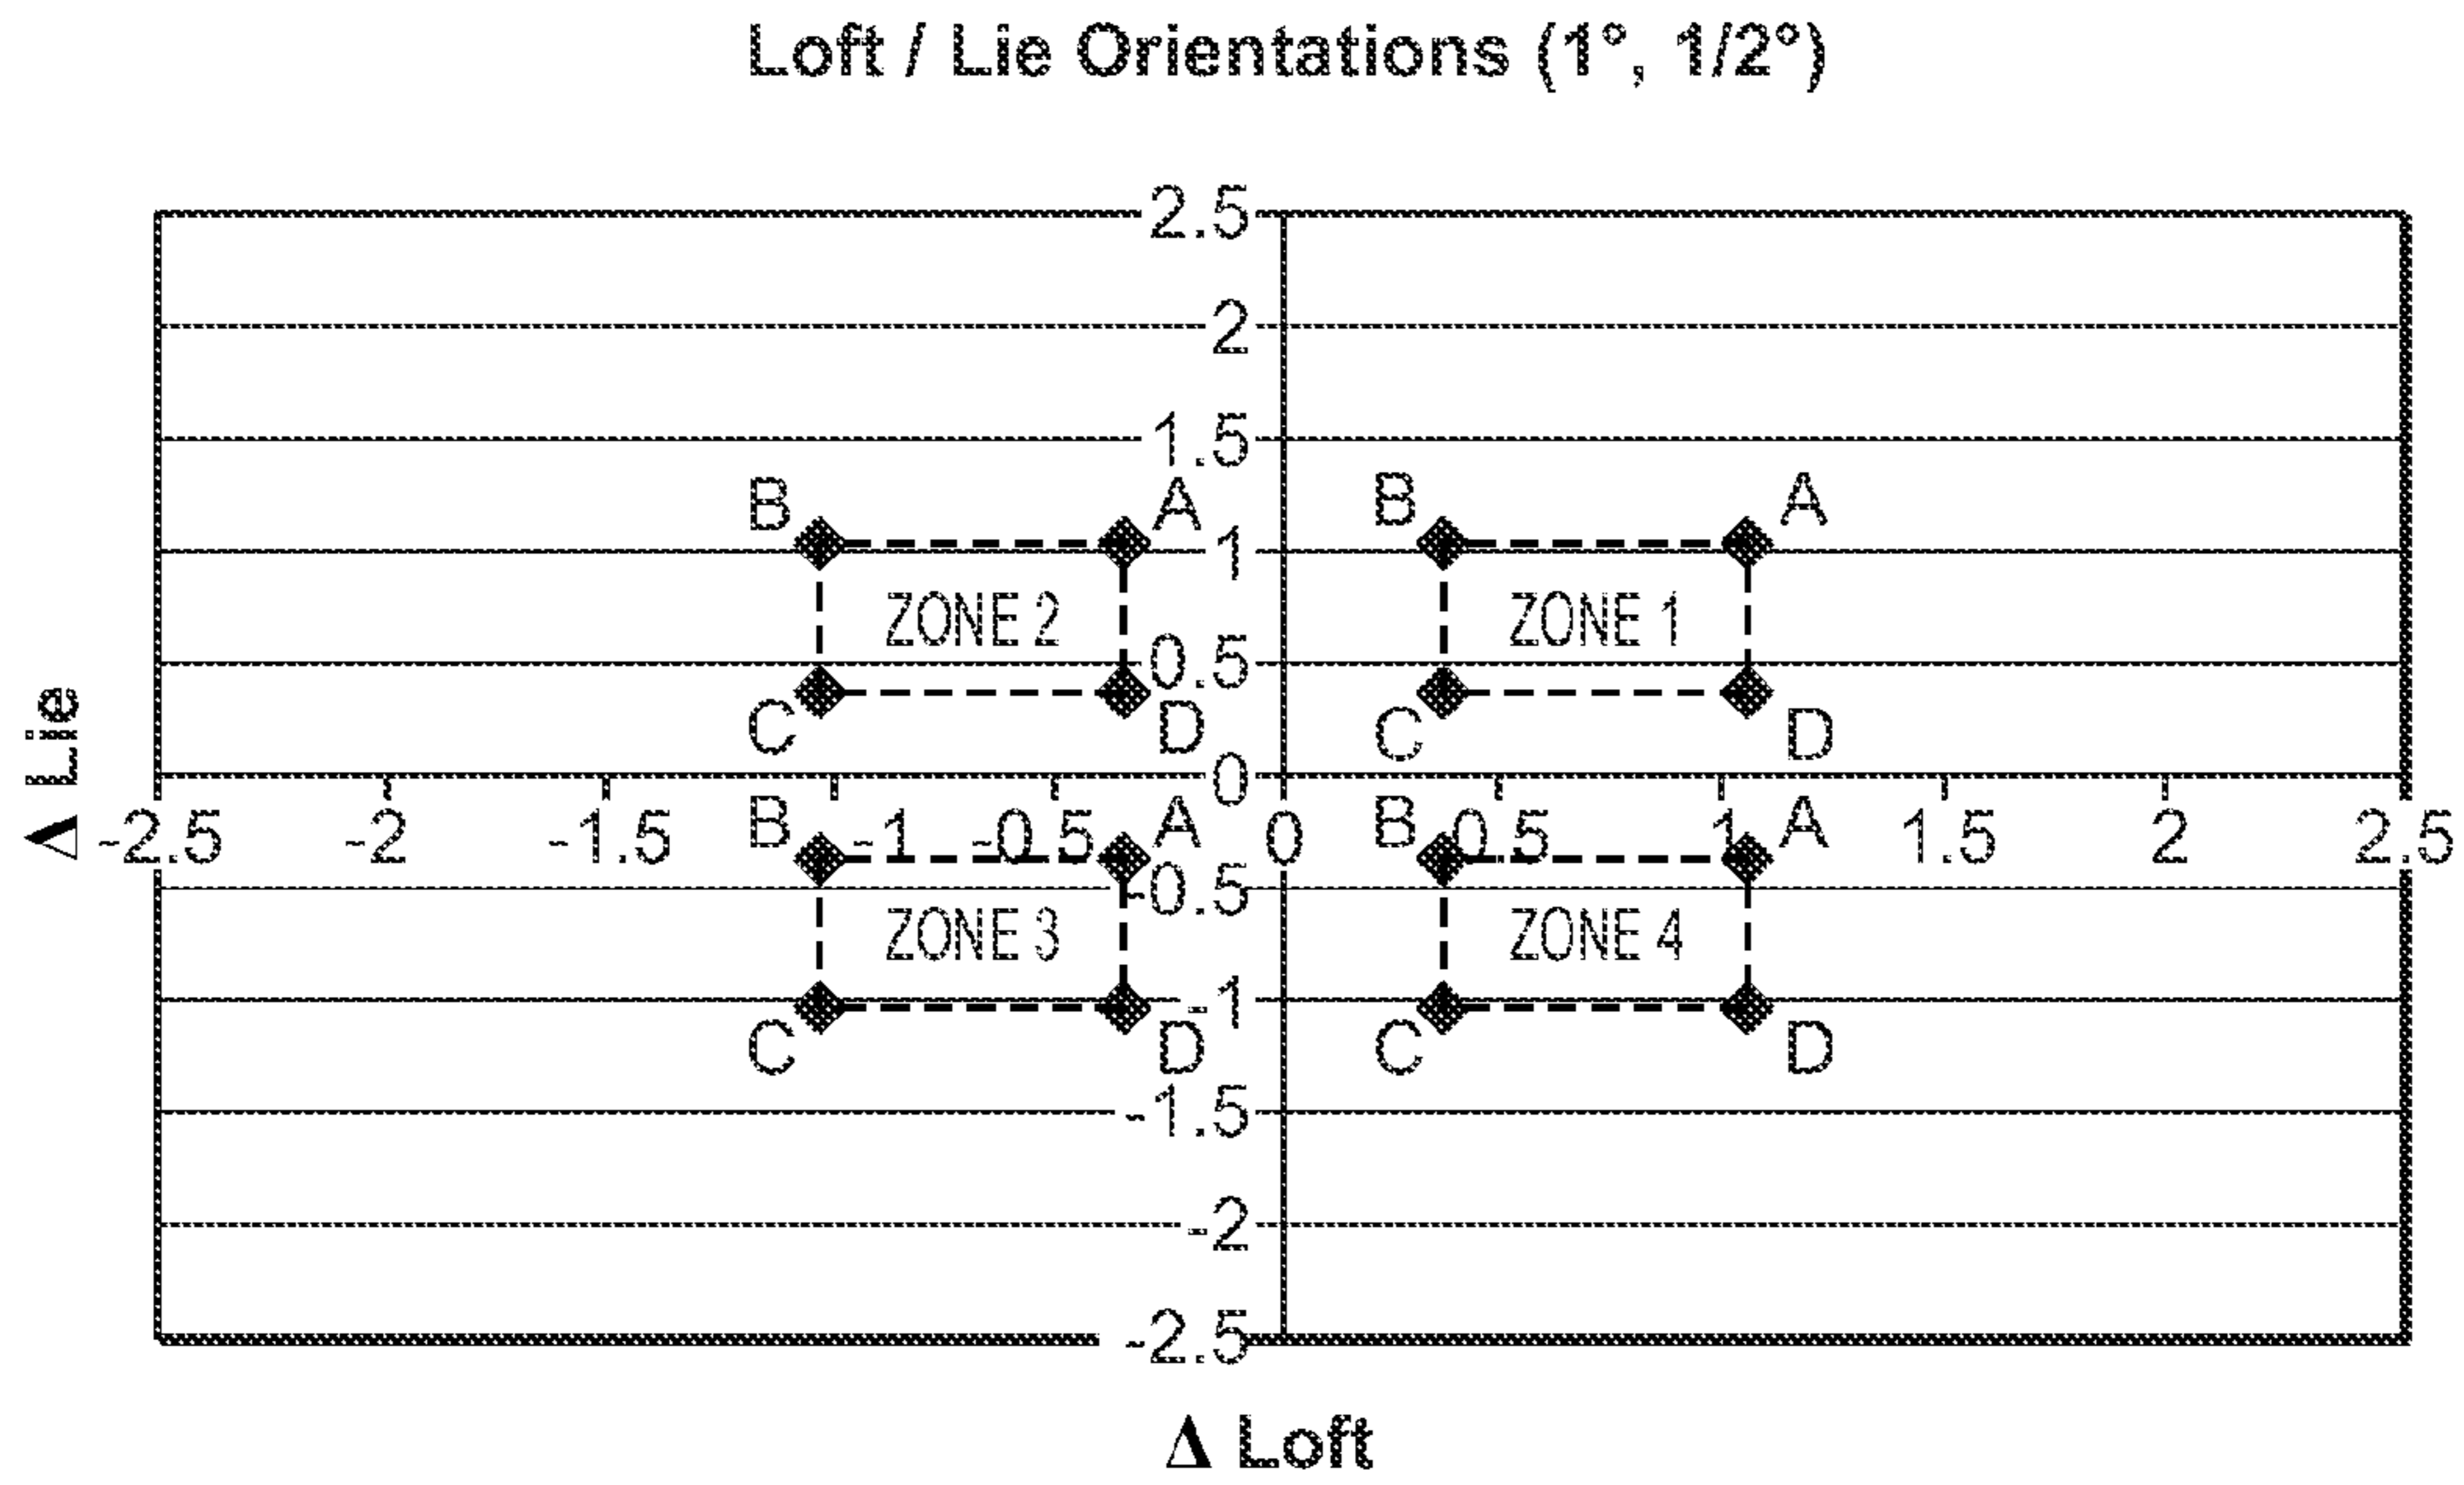 Loft / Lie Orientations (1°, 1/2°)
2.5
2
1.5
B A B A
1
ZONE 2 ZONE 1
0.5
C D C D
0
Δ Lie
-2.5 -2 -1.5 B -1 -0.5 A 0 B 0.5 1 A 1.5 2 2.5
-0.5
ZONE 3 ZONE 4
-1
C D C D
-1.5
-2
-2.5
Δ Loft